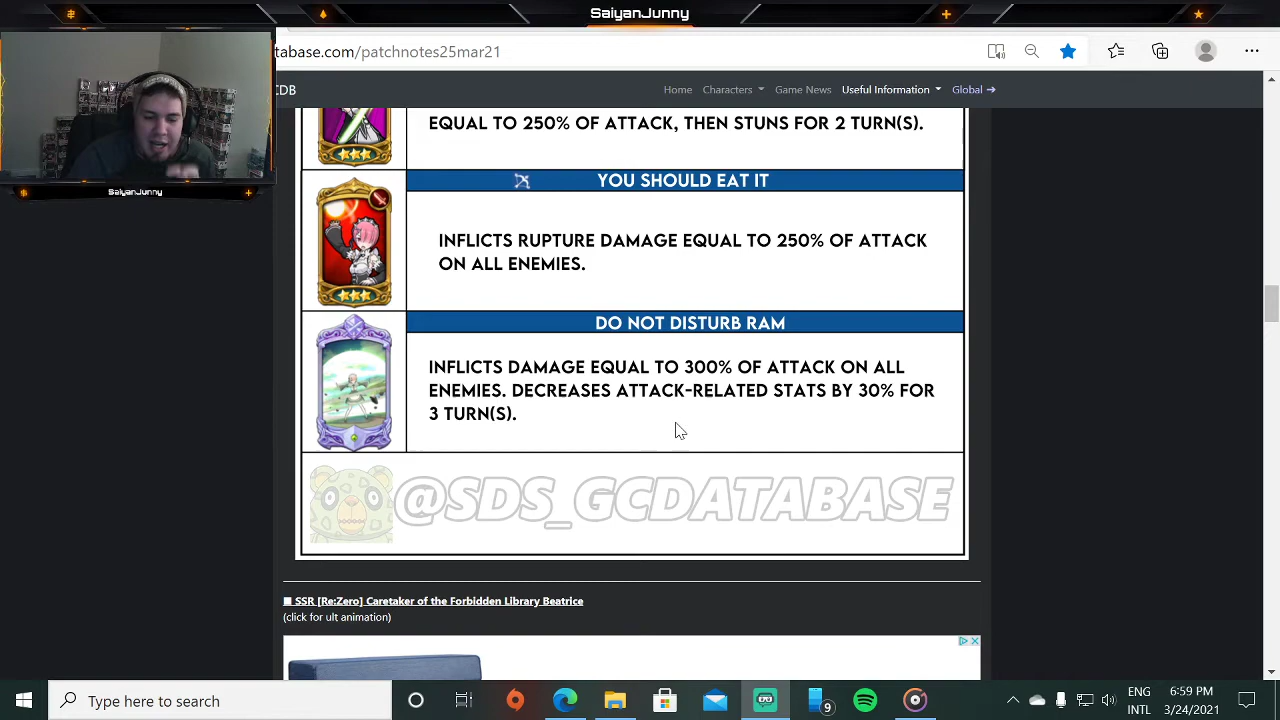 SaiyanJunny
tabase.com/patchnotes25mar21
CDB
Home
Characters
Game News
Useful Information
Global
EQUAL TO 250% OF ATTACK, THEN STUNS FOR 2 TURN(S).
YOU SHOULD EAT IT
INFLICTS RUPTURE DAMAGE EQUAL TO 250% OF ATTACK
ON ALL ENEMIES.
DO NOT DISTURB RAM
INFLICTS DAMAGE EQUAL TO 300% OF ATTACK ON ALL
ENEMIES. DECREASES ATTACK-RELATED STATS BY 30% FOR
3 TURN(S).
@SDS_GCDATABASE
SSR [Re:Zero] Caretaker of the Forbidden Library Beatrice
(click for ult animation)
SaiyanJunny
Type here to search
9
ENG
INTL
6:59 PM
3/24/2021